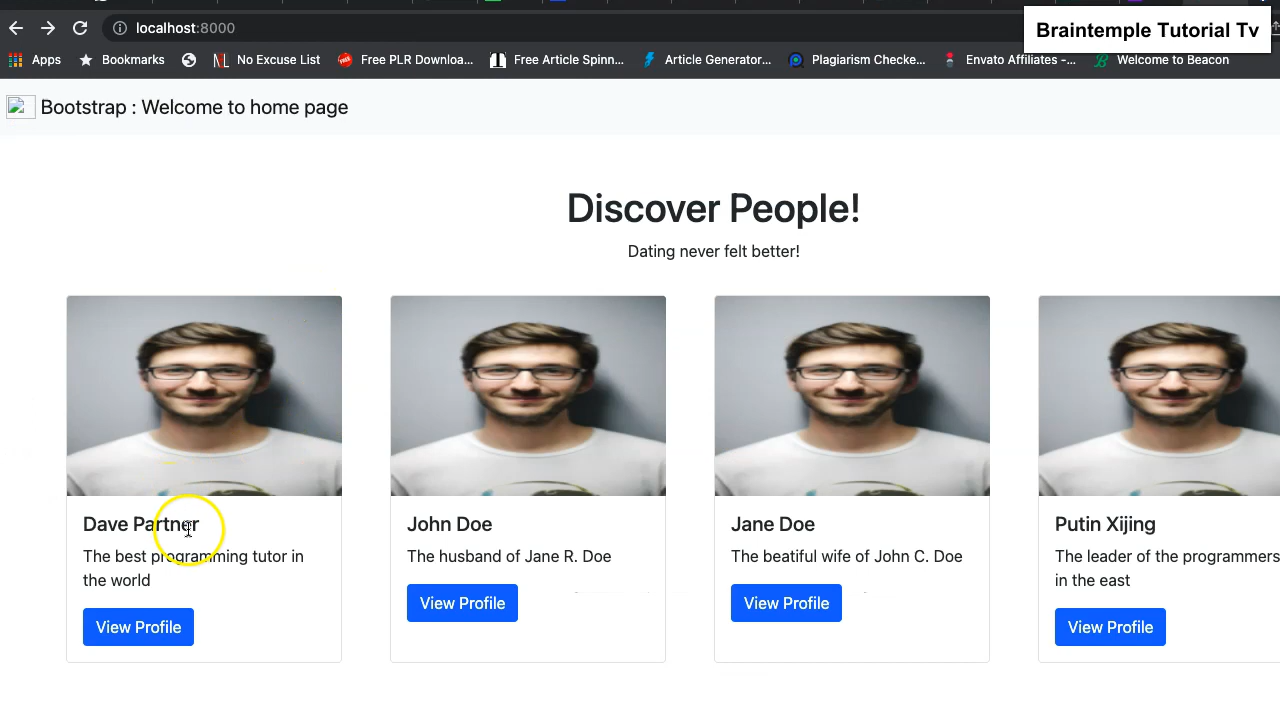 localhost:8000
Braintemple Tutorial Tv
Apps
Bookmarks
No Excuse List
Free PLR Downloa...
Free Article Spinn...
Article Generator...
Plagiarism Checke...
Envato Affiliates -...
Welcome to Beacon
Bootstrap : Welcome to home page
Discover People!
Dating never felt better!
Dave Partner
The best programming tutor in
the world
View Profile
John Doe
The husband of Jane R. Doe
View Profile
Jane Doe
The beatiful wife of John C. Doe
View Profile
Putin Xijing
The leader of the programmers
in the east
View Profile